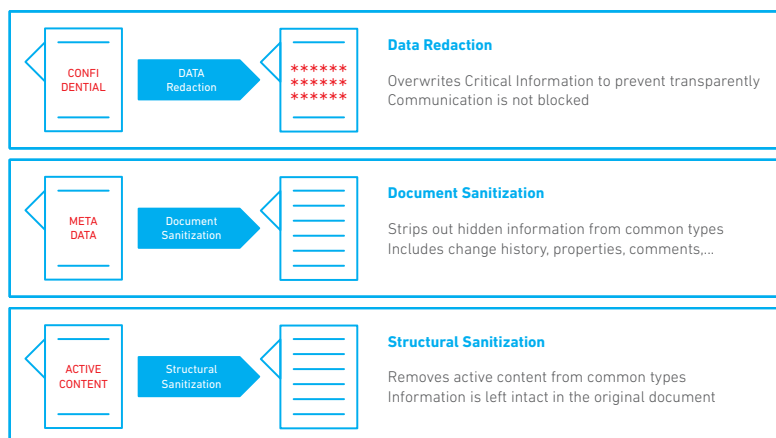 CONFI
DENTIAL
DATA
Redaction
******
******
******
Data Redaction
Overwrites Critical Information to prevent transparently
Communication is not blocked
META
DATA
Document
Sanitization
Document Sanitization
Strips out hidden information from common types
Includes change history, properties, comments,...
ACTIVE
CONTENT
Structural
Sanitization
Structural Sanitization
Removes active content from common types
Information is left intact in the original document